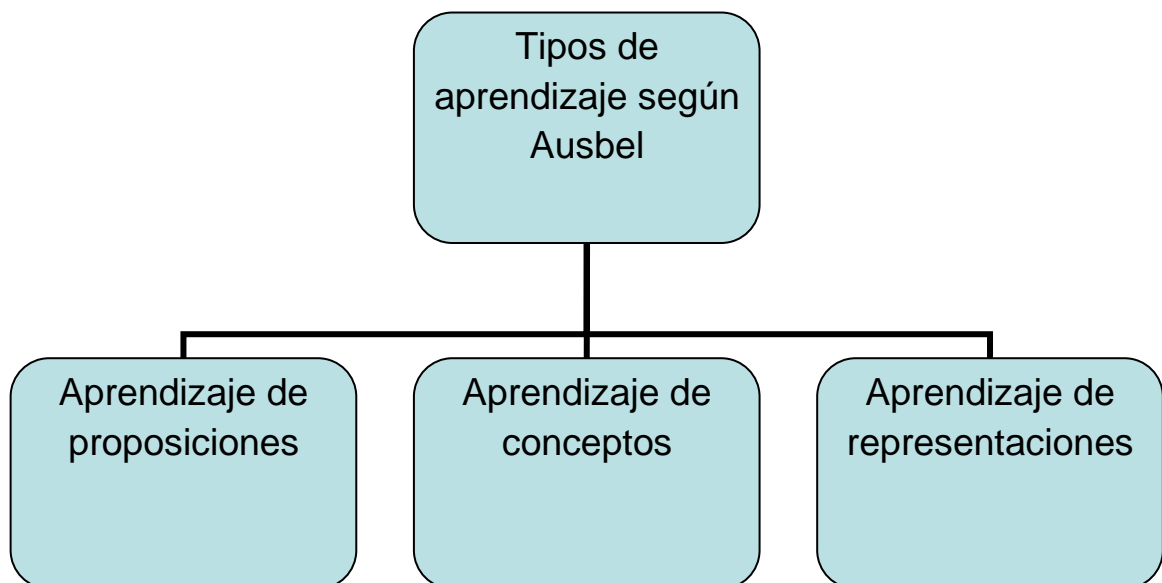 Tipos de
aprendizaje según
Ausbel
Aprendizaje de
proposiciones
Aprendizaje de
conceptos
Aprendizaje de
representaciones